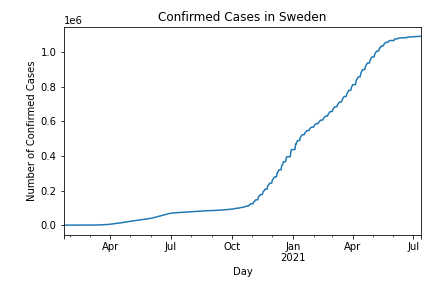 Confirmed Cases in Sweden
1e6
1.0
0.8
0.6
0.4
0.2
0.0
Number of Confirmed Cases
Apr Jul Oct Jan Apr Jul
2021
Day